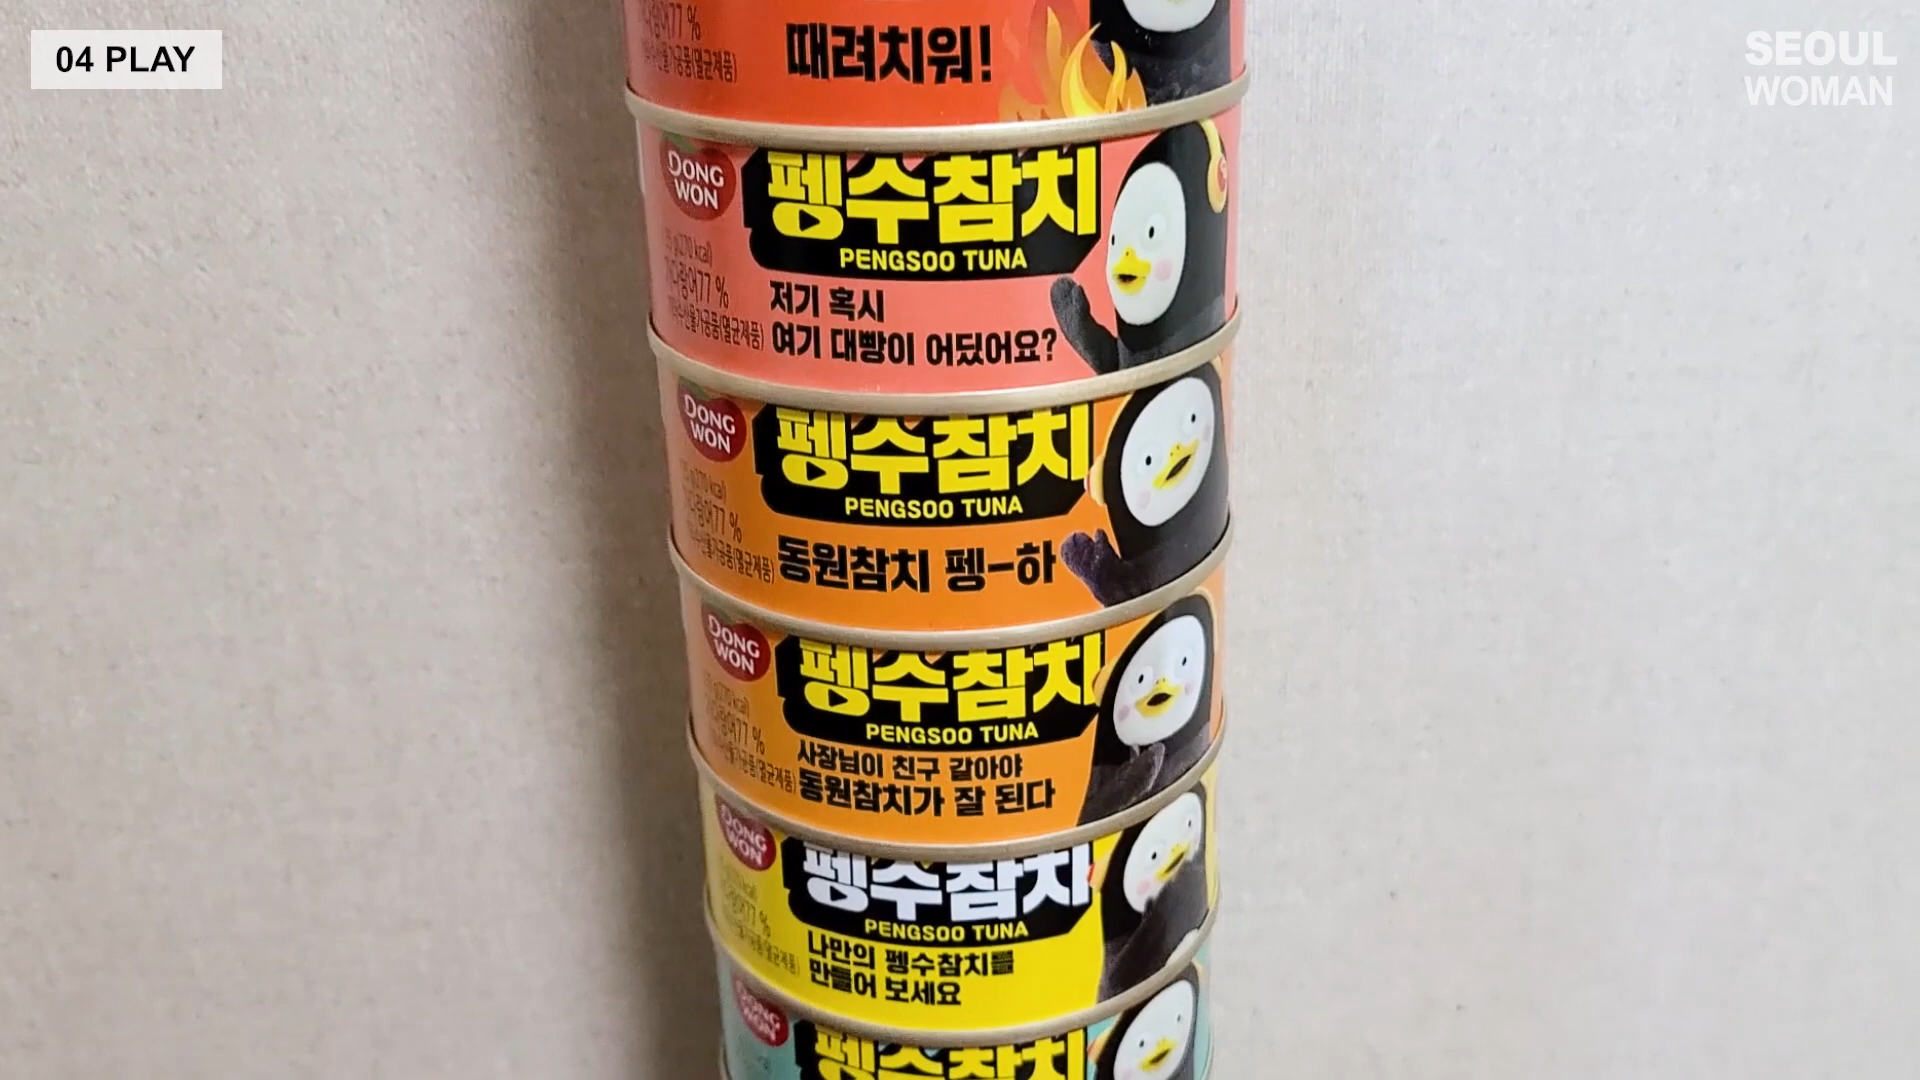 04 PLAY
SEOUL
WOMAN
때려치워!
DONG
WON
펭수참치
PENGSOO TUNA
저기 혹시
여기 대빵이 어딨어요?
DONG
WON
펭수참치
PENGSOO TUNA
동원참치 펭-하
DONG
WON
펭수참치
PENGSOO TUNA
사장님이 친구 같아야
동원참치가 잘 된다
DONG
WON
펭수참치
PENGSOO TUNA
나만의 펭수참치를
만들어 보세요
DONG
WON
펭수참치